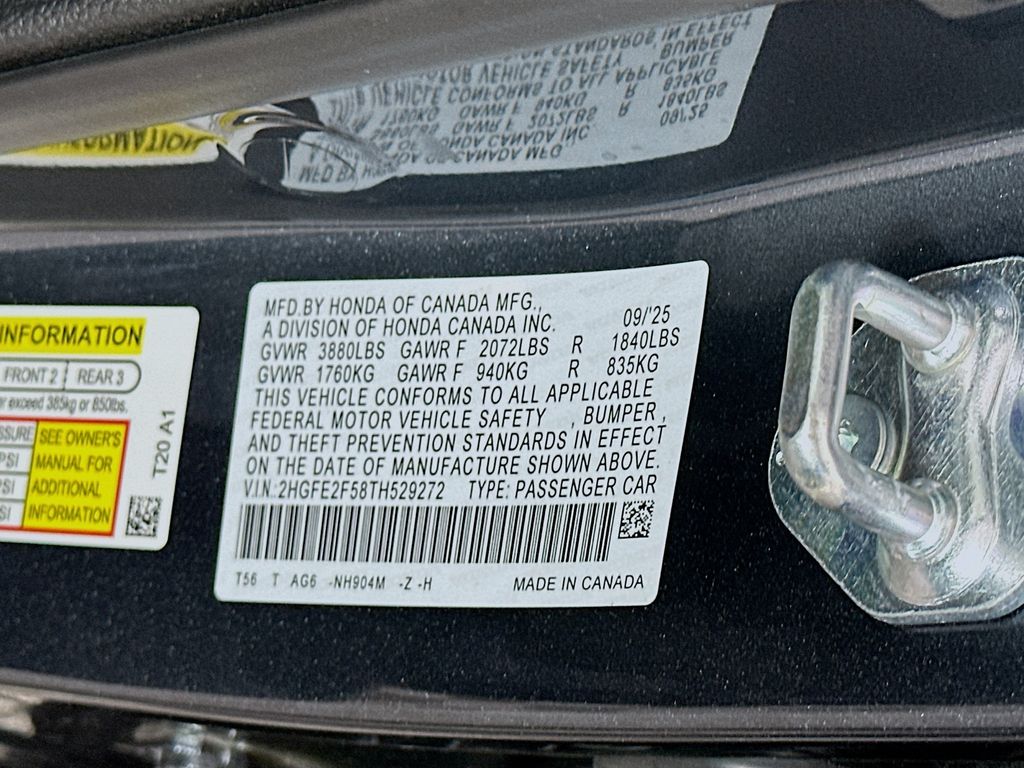 INFORMATION
FRONT 2 REAR 3
exceed 385kg or 850lbs.
SEE OWNER'S
PSI MANUAL FOR
ADDITIONAL
INFORMATION
T20 A1
MFD.BY HONDA OF CANADA MFG.,
A DIVISION OF HONDA CANADA INC. 09/'25
GVWR 3880LBS GAWR F 2072LBS R 1840LBS
GVWR 1760KG GAWR F 940KG R 835KG
THIS VEHICLE CONFORMS TO ALL APPLICABLE
FEDERAL MOTOR VEHICLE SAFETY , BUMPER ,
AND THEFT PREVENTION STANDARDS IN EFFECT
ON THE DATE OF MANUFACTURE SHOWN ABOVE.
V.I.N.:2HGFE2F58TH529272 TYPE: PASSENGER CAR
T56 T AG6 -NH904M -Z -H MADE IN CANADA